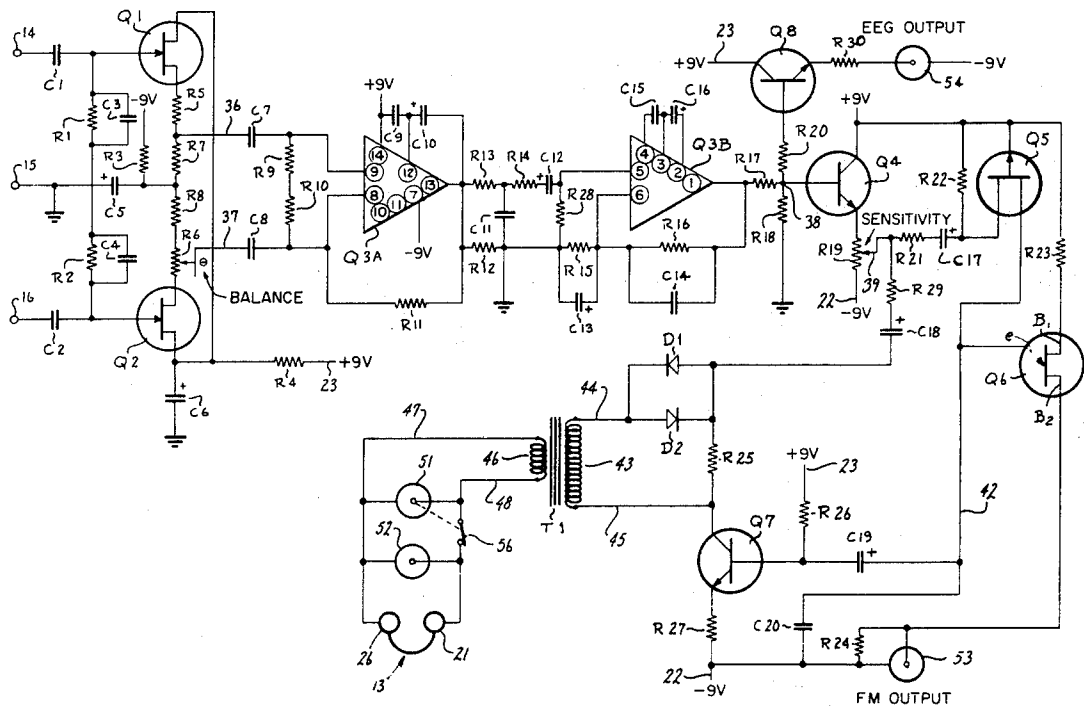 EEG OUTPUT
Q1
Q8
R30
14
23
+9V
-9V
54
C1
+9V
C15
C16
+9V
C3
-9V
R5
36
C7
C9
C10
R20
Q5
R1
R3
R7
R9
14
9
12
13
R13
R14
C12
4
3
2
Q3B
R17
Q4
R22
15
C5
R8
R10
8
10
11
7
5
6
1
R28
38
SENSITIVITY
C4
R6
37
C8
Q3A
-9V
C11
R12
R15
R16
R18
R19
39
R21
C17
R23
R2
θ
BALANCE
22
-9V
R29
16
R11
C13
C14
C18
B1
e
C2
Q2
R4
23
+9V
D1
Q6
B2
C6
47
44
D2
46
43
R25
+9V
23
51
48
T1
45
R26
42
52
56
Q7
C19
R27
C20
R24
26
21
13
22
-9V
53
FM OUTPUT